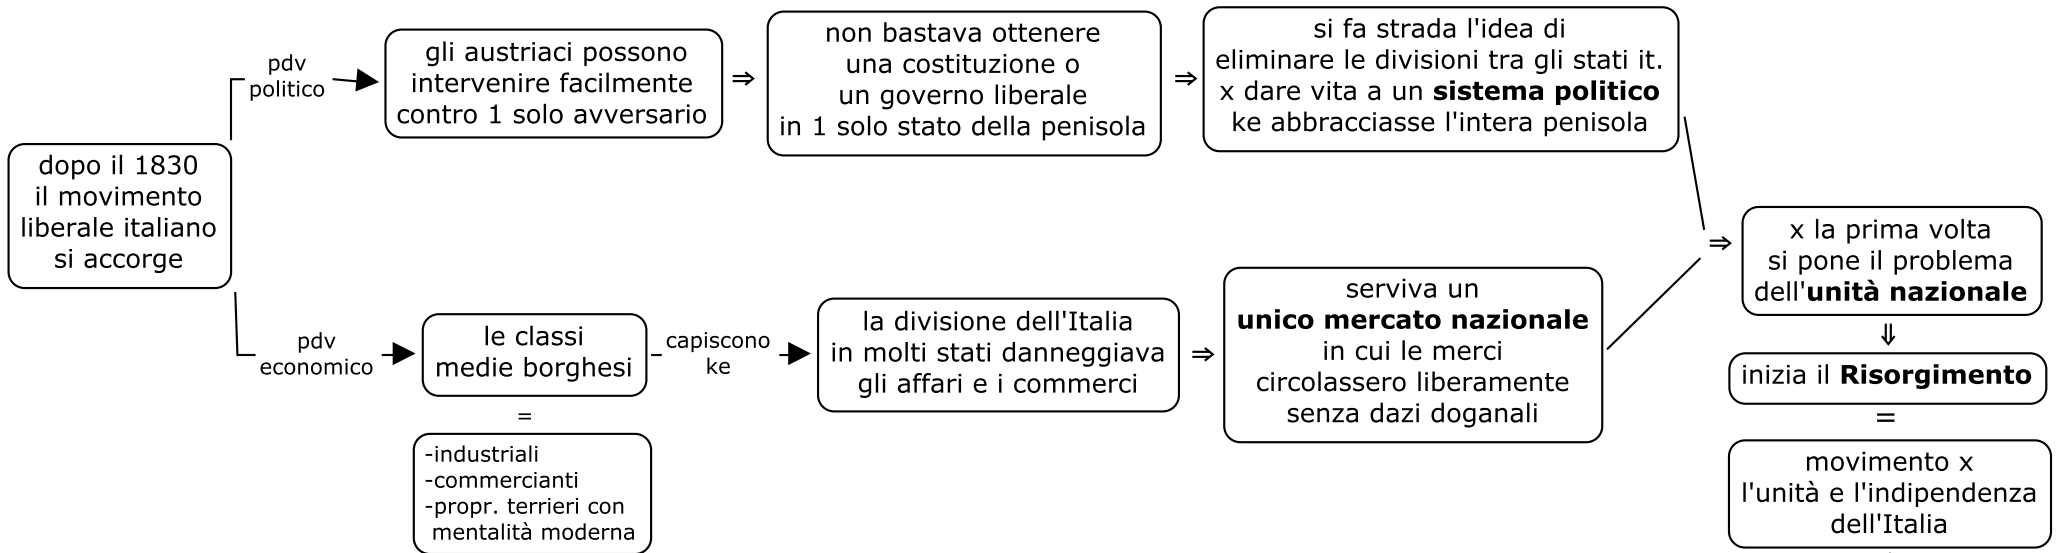 dopo il 1830
il movimento
liberale italiano
si accorge
pdv
politico
gli austriaci possono
intervenire facilmente
contro 1 solo avversario
⇒
non bastava ottenere
una costituzione o
un governo liberale
in 1 solo stato della penisola
⇒
si fa strada l'idea di
eliminare le divisioni tra gli stati it.
x dare vita a un sistema politico
ke abbracciasse l'intera penisola
pdv
economico
le classi
medie borghesi
=
-industriali
-commercianti
-propr. terrieri con
mentalità moderna
capiscono
ke
la divisione dell'Italia
in molti stati danneggiava
gli affari e i commerci
⇒
serviva un
unico mercato nazionale
in cui le merci
circolassero liberamente
senza dazi doganali
⇒
x la prima volta
si pone il problema
dell'unità nazionale
⇓
inizia il Risorgimento
=
movimento x
l'unità e l'indipendenza
dell'Italia